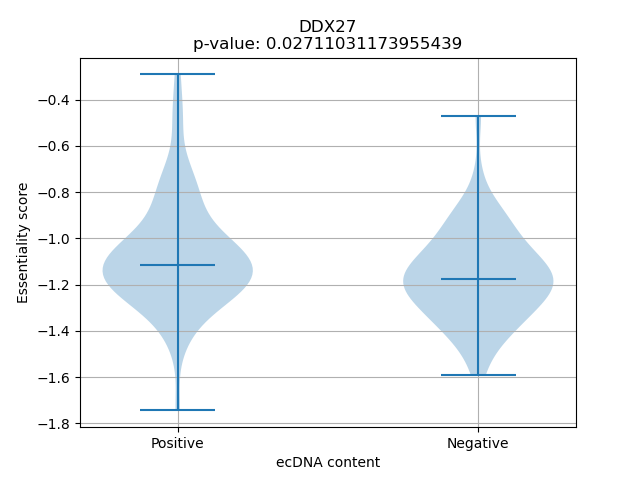 DDX27
p-value: 0.02711031173955439
Essentiality score
−0.4
−0.6
−0.8
−1.0
−1.2
−1.4
−1.6
−1.8
Positive
Negative
ecDNA content